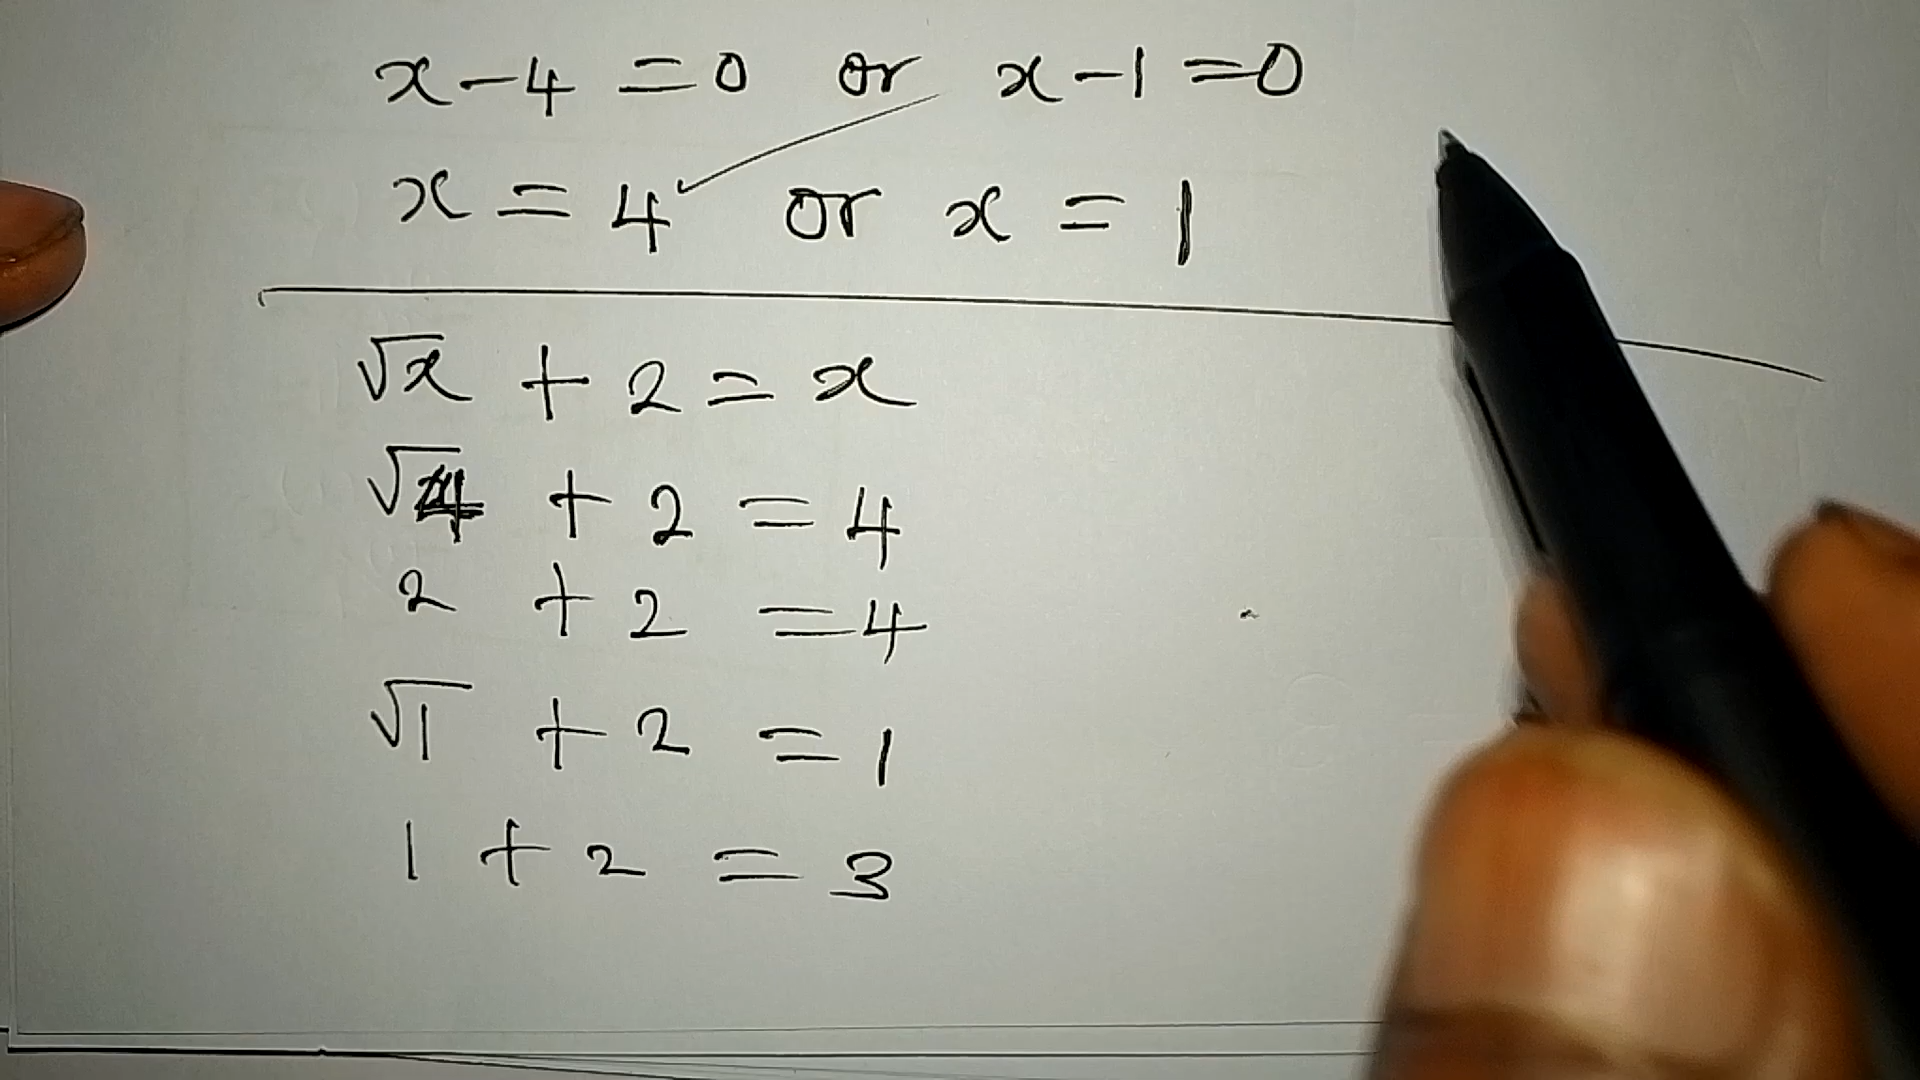 x - 4 = 0 or x - 1 = 0
x = 4 or x = 1
√x + 2 = x
√4 + 2 = 4
2 + 2 = 4
√1 + 2 = 1
1 + 2 = 3